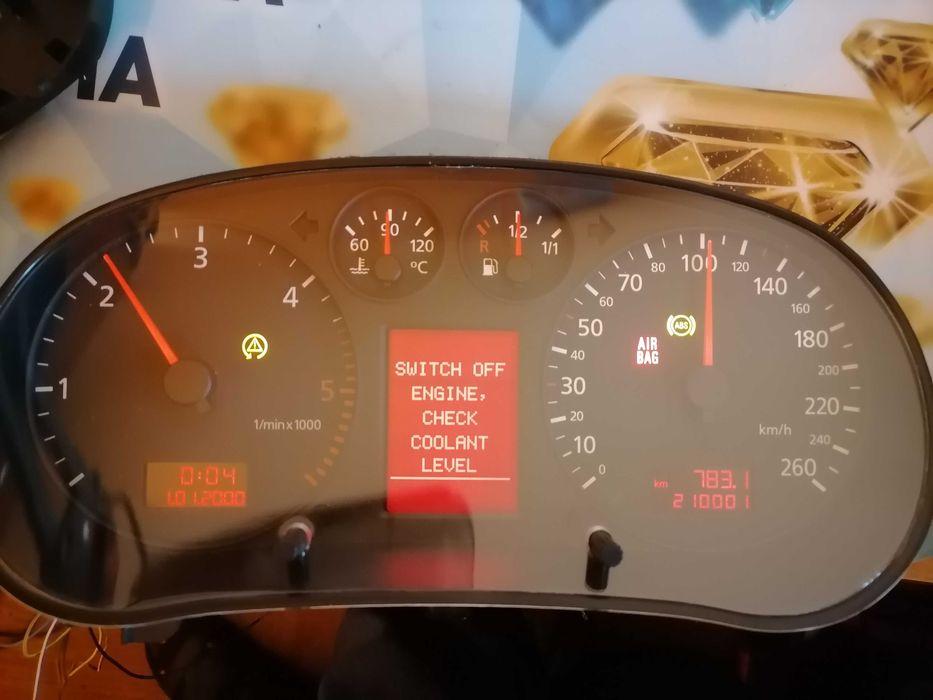 MA
60
90
120
°C
R
1/2
1/1
1
2
3
4
5
1/min x 1000
0:04
1.01.2000
SWITCH OFF
ENGINE,
CHECK
COOLANT
LEVEL
ABS
AIR
BAG
0
10
20
30
40
50
60
70
80
100
120
140
160
180
200
220
240
260
km/h
km 783.1
210001